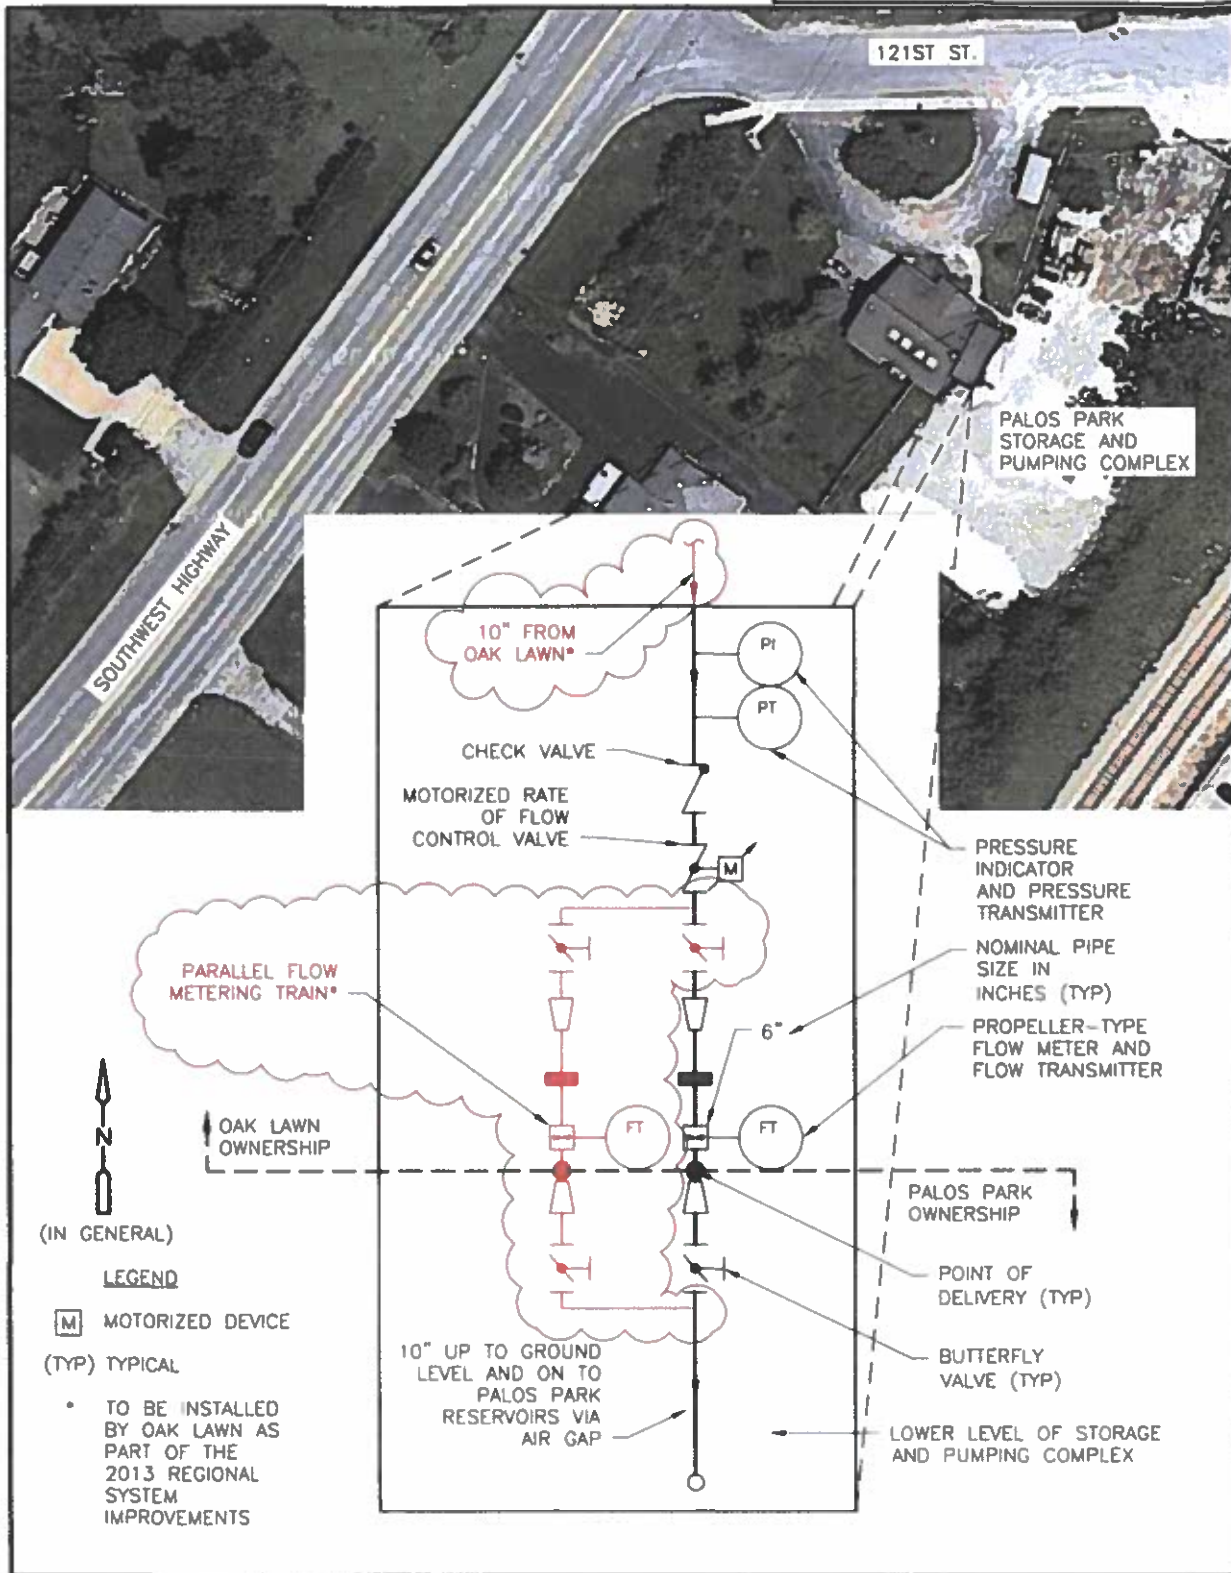 121ST ST.
PALOS PARK
STORAGE AND
PUMPING COMPLEX
SOUTHWEST HIGHWAY
10" FROM
OAK LAWN*
PI
PT
CHECK VALVE
MOTORIZED RATE
OF FLOW
CONTROL VALVE
M
PRESSURE
INDICATOR
AND PRESSURE
TRANSMITTER
NOMINAL PIPE
SIZE IN
INCHES (TYP)
PARALLEL FLOW
METERING TRAIN*
6"
PROPELLER-TYPE
FLOW METER AND
FLOW TRANSMITTER
N
OAK LAWN
OWNERSHIP
FT
FT
PALOS PARK
OWNERSHIP
(IN GENERAL)
LEGEND
M MOTORIZED DEVICE
(TYP) TYPICAL
* TO BE INSTALLED
BY OAK LAWN AS
PART OF THE
2013 REGIONAL
SYSTEM
IMPROVEMENTS
POINT OF
DELIVERY (TYP)
10" UP TO GROUND
LEVEL AND ON TO
PALOS PARK
RESERVOIRS VIA
AIR GAP
BUTTERFLY
VALVE (TYP)
LOWER LEVEL OF STORAGE
AND PUMPING COMPLEX